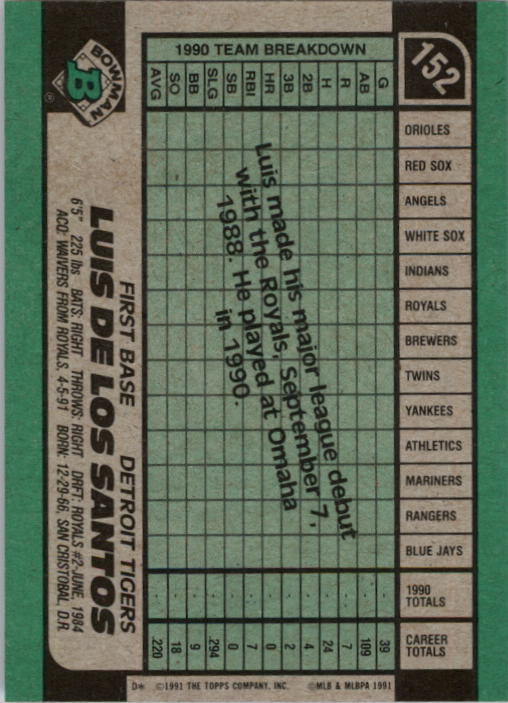 152
BOWMAN
B
®
FIRST BASE DETROIT TIGERS
LUIS DE LOS SANTOS
6'5" 225 lbs BATS: RIGHT THROWS: RIGHT DRFT: ROYALS #2-JUNE, 1984
ACQ: WAIVERS FROM ROYALS, 4-5-91 BORN: 12-29-66, SAN CRISTOBAL, D.R.
1990 TEAM BREAKDOWN
G AB R H 2B 3B HR RBI SB SLG BB SO AVG
ORIOLES
RED SOX
ANGELS
WHITE SOX
INDIANS
ROYALS
BREWERS
TWINS
YANKEES
ATHLETICS
MARINERS
RANGERS
BLUE JAYS
1990 TOTALS - - - - - - - - - - - - -
CAREER TOTALS 39 109 7 24 4 2 0 7 0 .294 9 18 .220
Luis made his major league debut
with the Royals, September 7,
1988. He played at Omaha
in 1990.
D* ©1991 THE TOPPS COMPANY, INC. ©MLB & MLBPA 1991